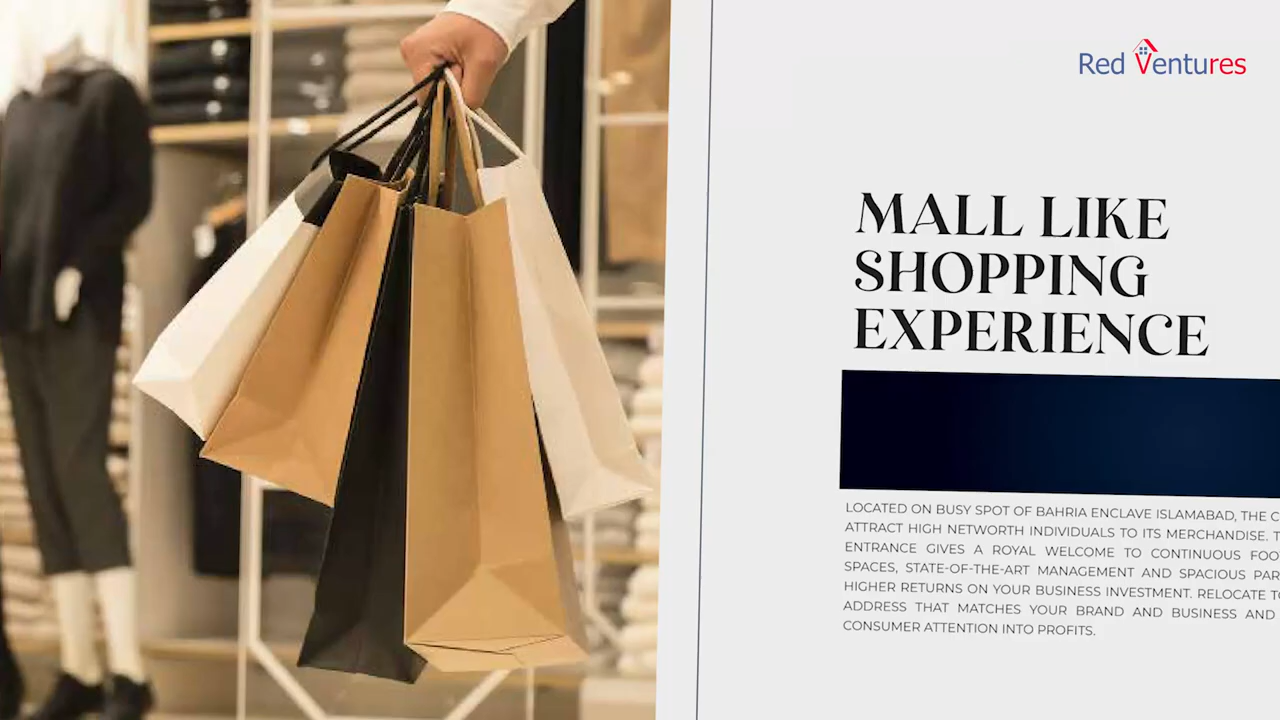 Red Ventures
MALL LIKE
SHOPPING
EXPERIENCE
LOCATED ON BUSY SPOT OF BAHRIA ENCLAVE ISLAMABAD, THE
ATTRACT HIGH NETWORTH INDIVIDUALS TO ITS MERCHANDISE.
ENTRANCE GIVES A ROYAL WELCOME TO CONTINUOUS
SPACES, STATE-OF-THE-ART MANAGEMENT AND SPACIOUS
HIGHER RETURNS ON YOUR BUSINESS INVESTMENT. RELOCATE
ADDRESS THAT MATCHES YOUR BRAND AND BUSINESS AND
CONSUMER ATTENTION INTO PROFITS.